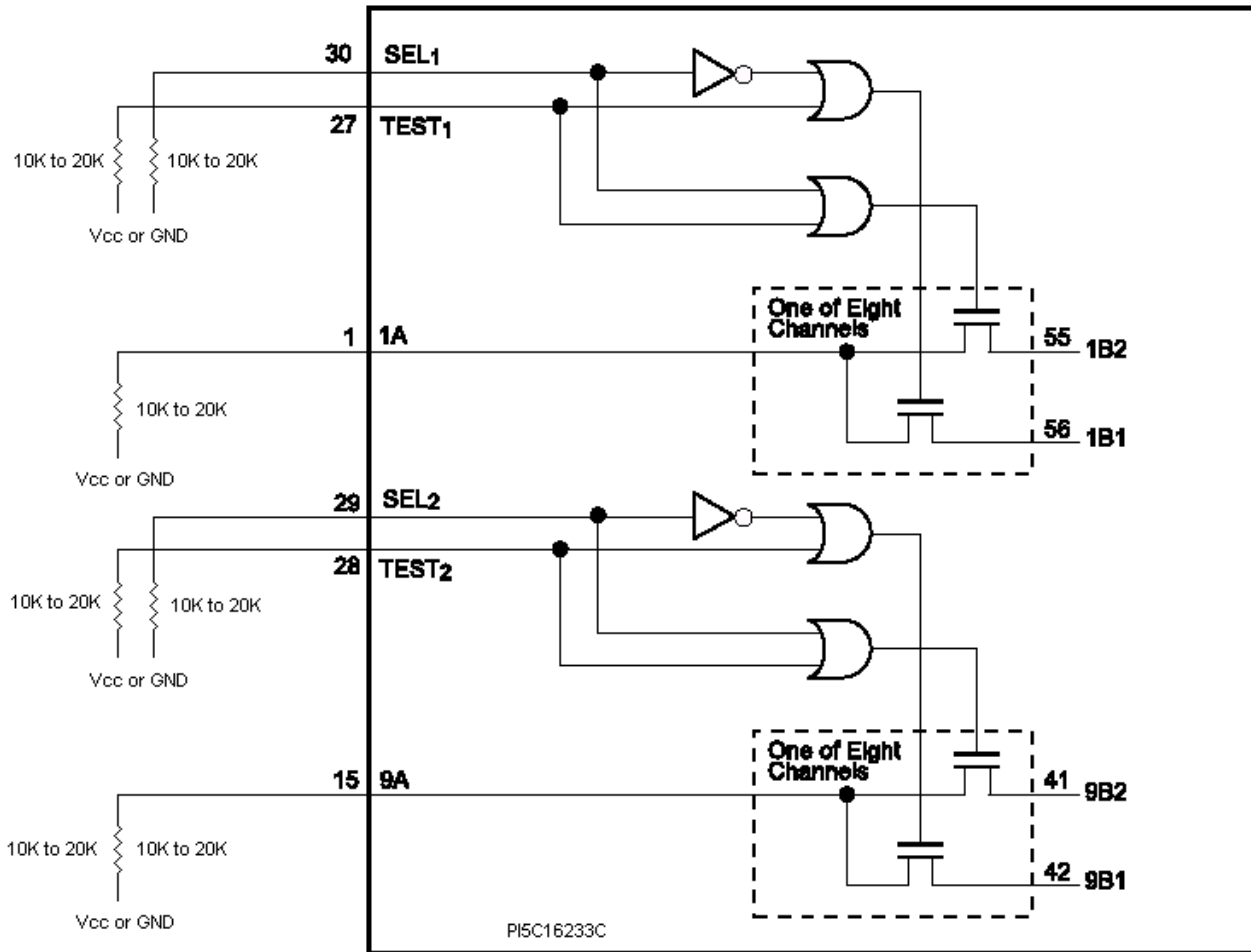 30 SEL1
27 TEST1
10K to 20K 10K to 20K
Vcc or GND
One of Eight
Channels
1 1A
55 1B2
10K to 20K
56 1B1
Vcc or GND
29 SEL2
28 TEST2
10K to 20K 10K to 20K
Vcc or GND
One of Eight
Channels
15 9A
41 9B2
10K to 20K 10K to 20K
42 9B1
Vcc or GND
PI5C16233C